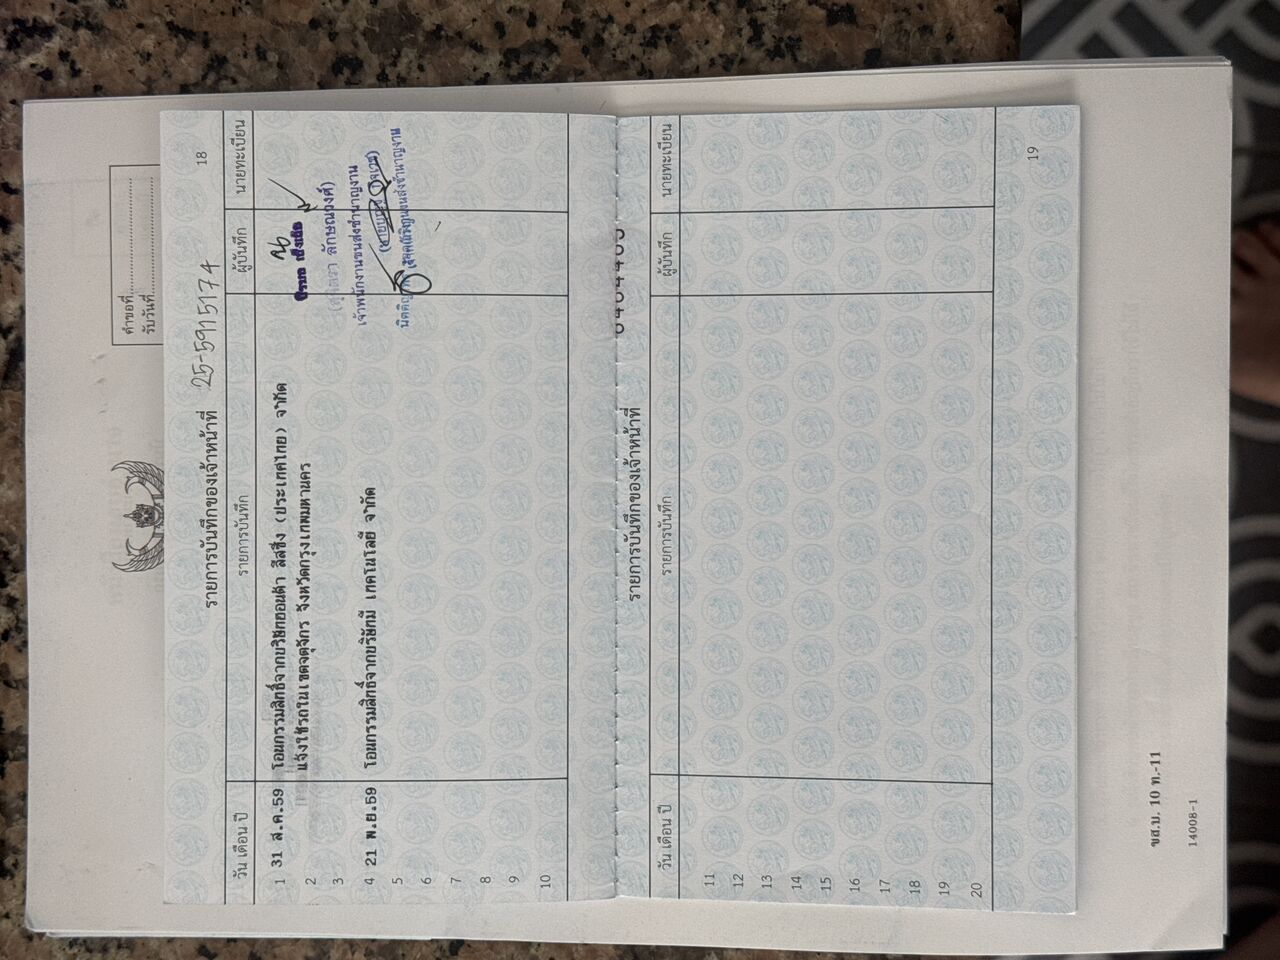 คำขอที่
รับวันที่
18
รายการบันทึกของเจ้าหน้าที่ 25-5915174
วัน เดือน ปี รายการบันทึก ผู้บันทึก นายทะเบียน
1 31 ส.ค.59 โอนกรรมสิทธิ์จากบริษัทฮอนด้า ลีสซิ่ง (ประเทศไทย) จำกัด
2 แจ้งใช้รถในเขตจตุจักร จังหวัดกรุงเทพมหานคร
3 ลักษณวงศ์)
เจ้าพนักงานขนส่งชำนาญงาน
4 21 พ.ย.59 โอนกรรมสิทธิ์จากบริษัทมี เทคโนโลยี จำกัด
5
6
7
8
9
10
รายการบันทึกของเจ้าหน้าที่
วัน เดือน ปี รายการบันทึก ผู้บันทึก นายทะเบียน
11
12
13
14
15
16
17
18
19
20
19
ขส.บ. 10 ท.-11
14008-1